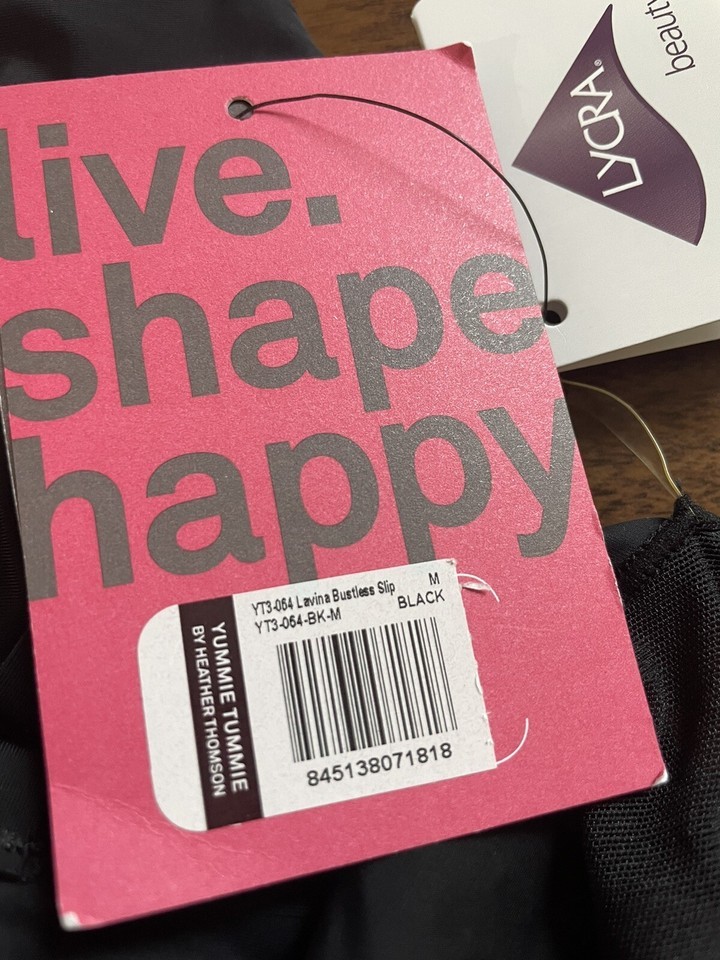 live.
shape
happy
YT3-064 Lavina Bustless Slip M
YT3-064-BK-M BLACK
YUMMIE TUMMIE
BY HEATHER THOMSON
845138071818
LYCRA®
beauty